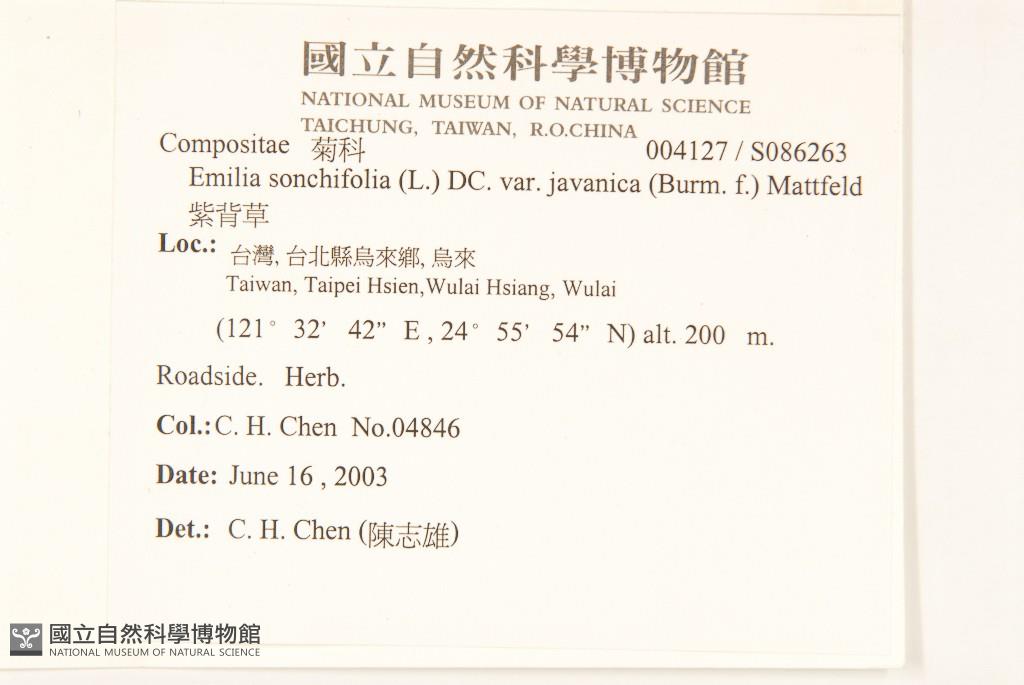 國立自然科學博物館
NATIONAL MUSEUM OF NATURAL SCIENCE
TAICHUNG, TAIWAN, R.O.CHINA
Compositae 菊科 004127 / S086263
Emilia sonchifolia (L.) DC. var. javanica (Burm. f.) Mattfeld
紫背草
Loc.: 台灣, 台北縣烏來鄉, 烏來
Taiwan, Taipei Hsien,Wulai Hsiang, Wulai
(121° 32’ 42” E , 24° 55’ 54” N) alt. 200 m.
Roadside. Herb.
Col.: C. H. Chen No.04846
Date: June 16 , 2003
Det.: C. H. Chen (陳志雄)
國立自然科學博物館
NATIONAL MUSEUM OF NATURAL SCIENCE